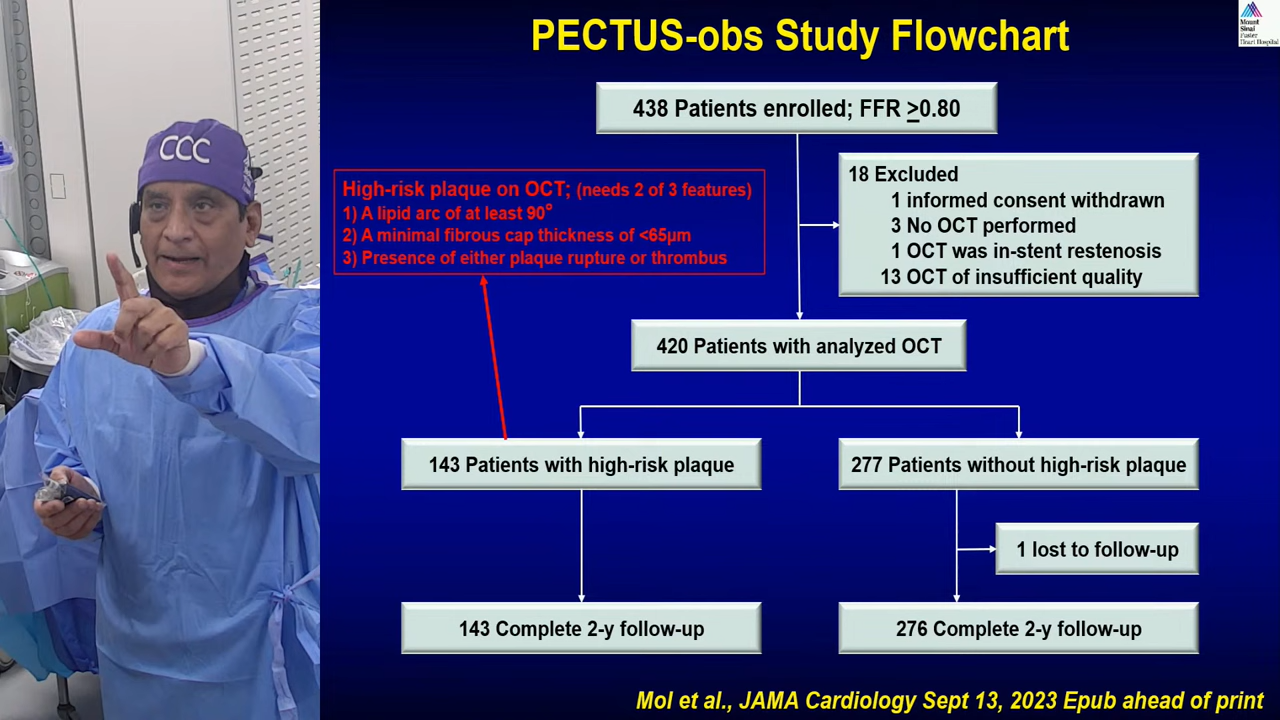 PECTUS-obs Study Flowchart
Mount
Sinai
Fuster
Heart Hospital
438 Patients enrolled; FFR ≥0.80
CCC
High-risk plaque on OCT; (needs 2 of 3 features)
1) A lipid arc of at least 90°
2) A minimal fibrous cap thickness of <65µm
3) Presence of either plaque rupture or thrombus
18 Excluded
1 informed consent withdrawn
3 No OCT performed
1 OCT was in-stent restenosis
13 OCT of insufficient quality
420 Patients with analyzed OCT
143 Patients with high-risk plaque
277 Patients without high-risk plaque
1 lost to follow-up
143 Complete 2-y follow-up
276 Complete 2-y follow-up
Mol et al., JAMA Cardiology Sept 13, 2023 Epub ahead of print